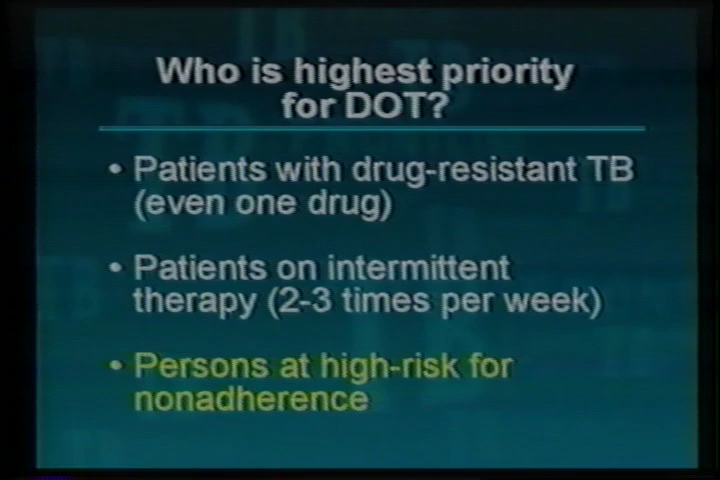 Who is highest priority
for DOT?
• Patients with drug-resistant TB
(even one drug)
• Patients on intermittent
therapy (2-3 times per week)
• Persons at high-risk for
nonadherence